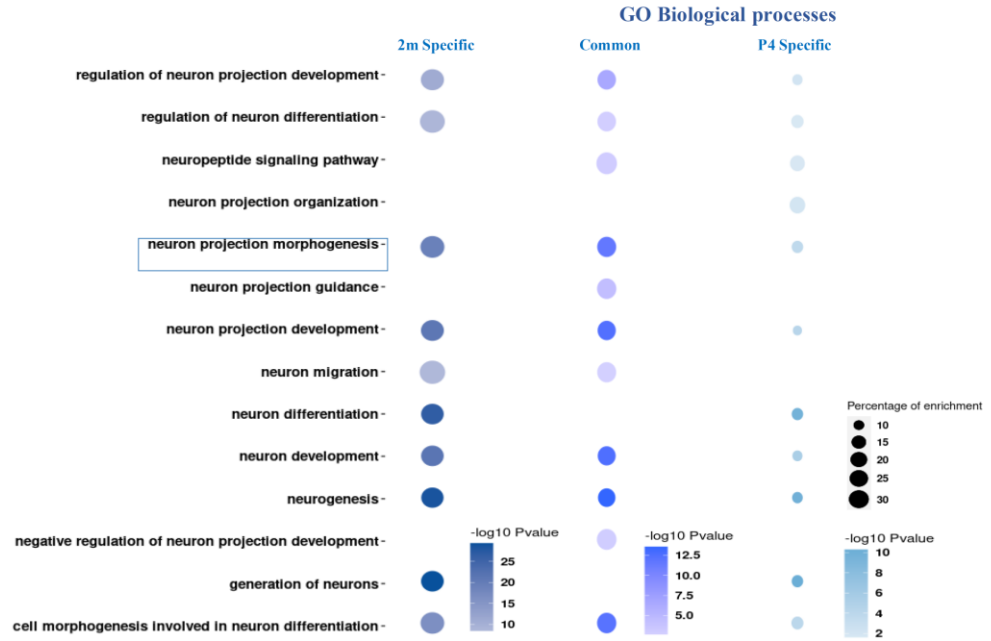 GO Biological processes
2m Specific
Common
P4 Specific
regulation of neuron projection development
regulation of neuron differentiation
neuropeptide signaling pathway
neuron projection organization
neuron projection morphogenesis
neuron projection guidance
neuron projection development
neuron migration
neuron differentiation
neuron development
neurogenesis
negative regulation of neuron projection development
generation of neurons
cell morphogenesis involved in neuron differentiation
Percentage of enrichment
10
15
20
25
30
-log10 Pvalue
25
20
15
10
-log10 Pvalue
12.5
10.0
7.5
5.0
-log10 Pvalue
10
8
6
4
2